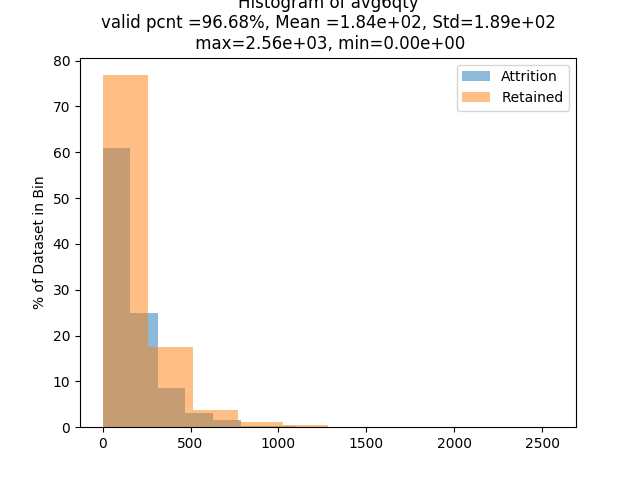 Histogram of avg6qty
valid pcnt =96.68%, Mean =1.84e+02, Std=1.89e+02
max=2.56e+03, min=0.00e+00
Attrition
Retained
% of Dataset in Bin
80
70
60
50
40
30
20
10
0
0 500 1000 1500 2000 2500